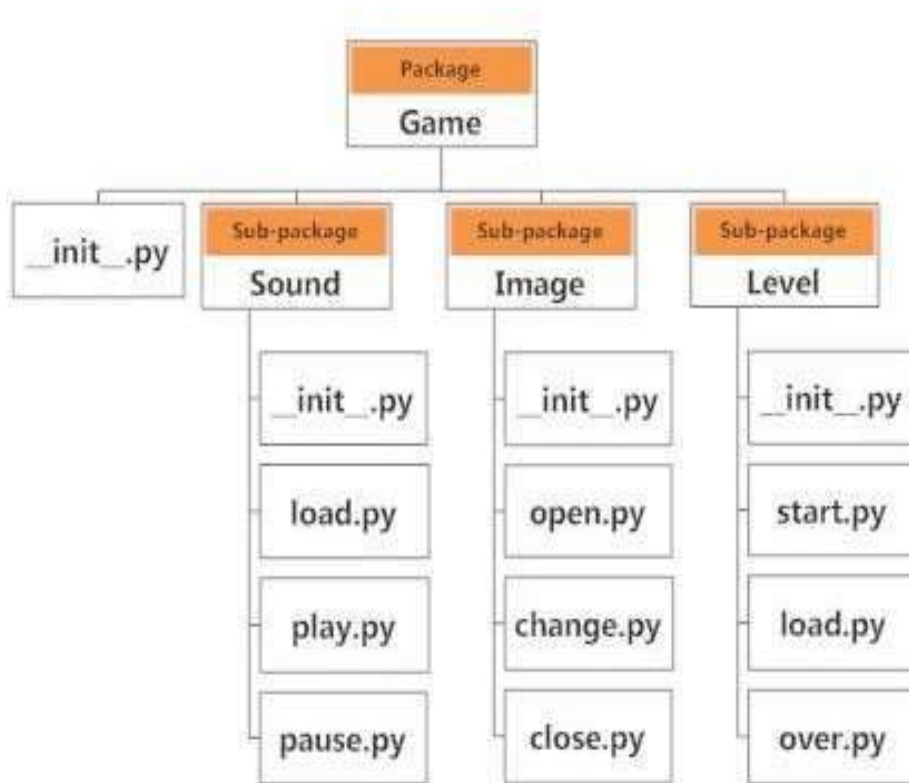 Package
Game
__init__.py
Sub-package
Sound
Sub-package
Image
Sub-package
Level
__init__.py
load.py
play.py
pause.py
__init__.py
open.py
change.py
close.py
__init__.py
start.py
load.py
over.py